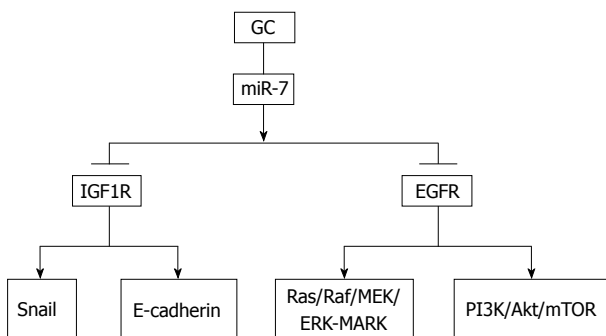 GC
miR-7
IGF1R
EGFR
Snail
E-cadherin
Ras/Raf/MEK/
ERK-MARK
PI3K/Akt/mTOR